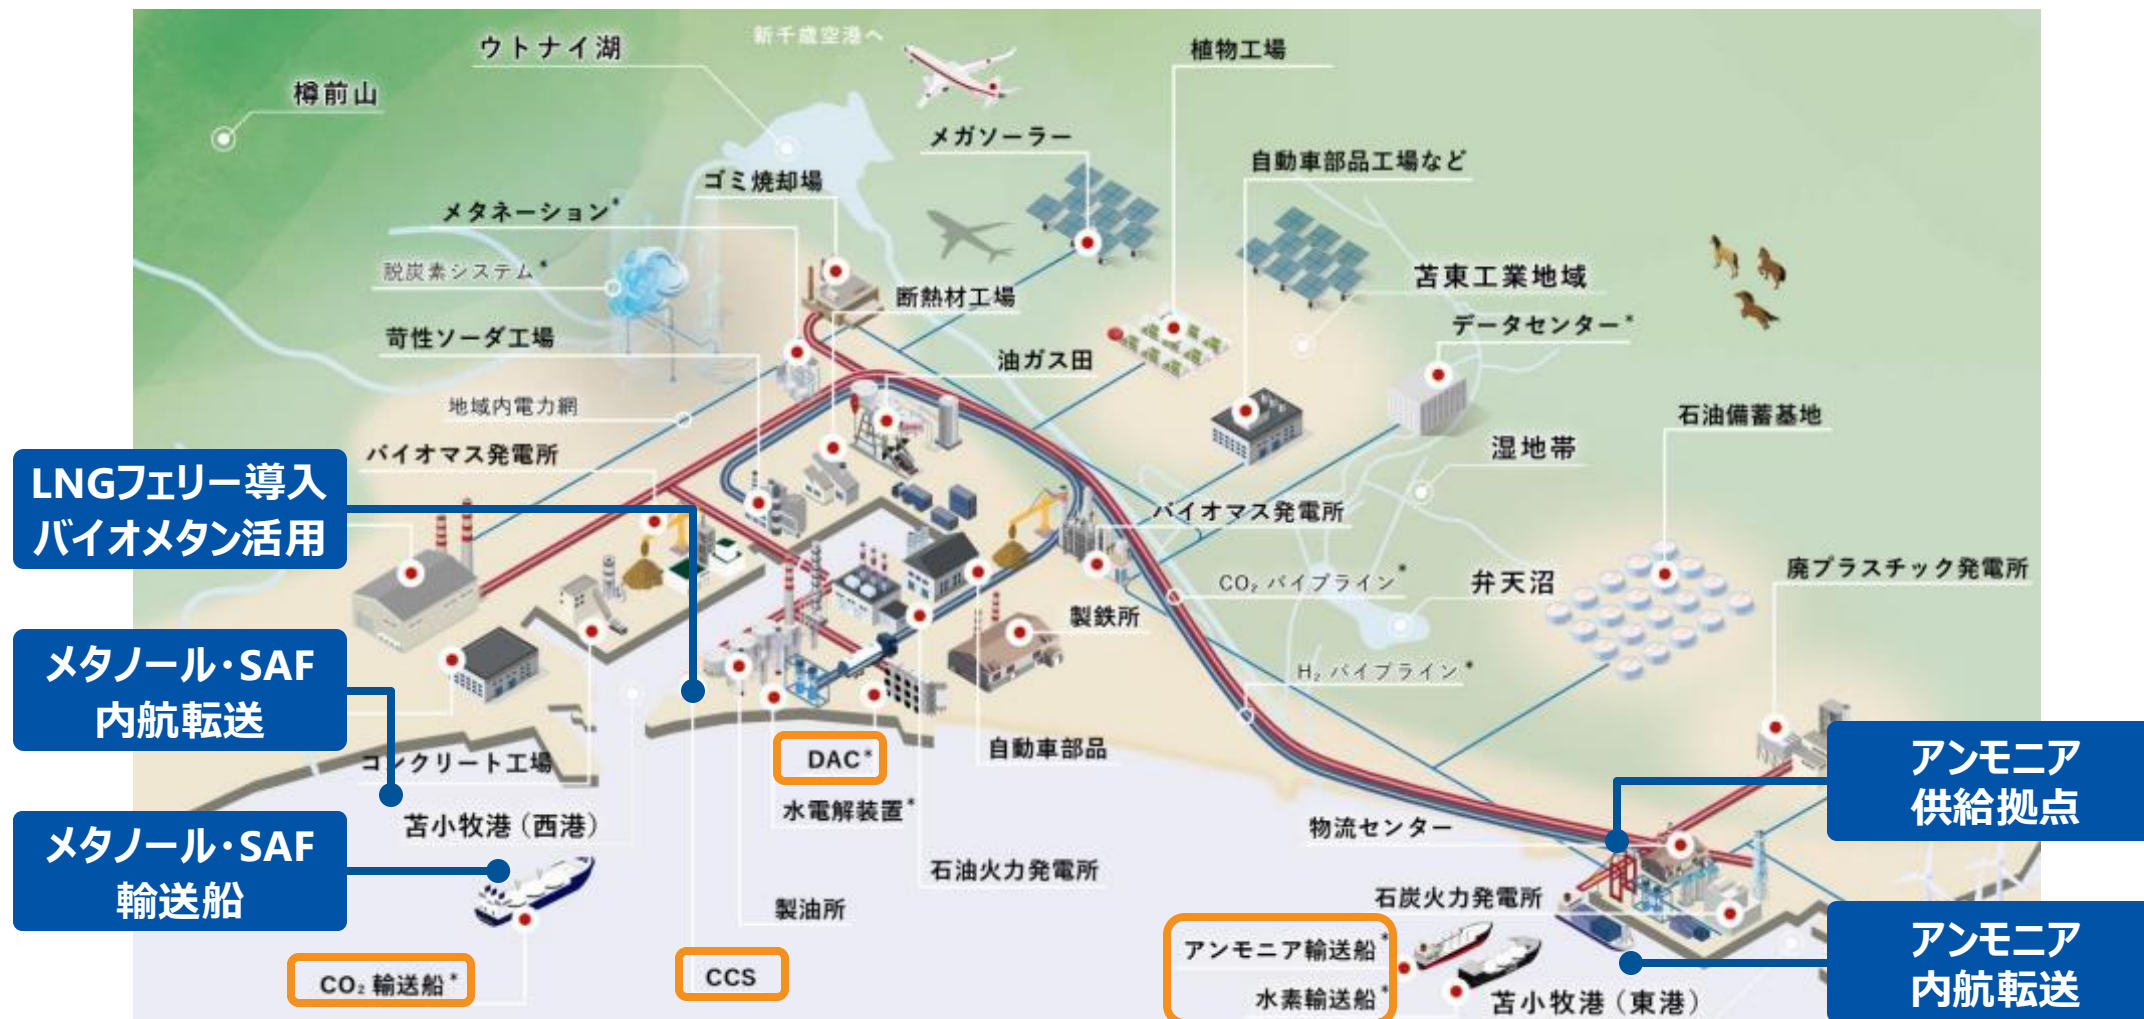 新千歳空港へ
ウトナイ湖
植物工場
樽前山
メガソーラー
自動車部品工場など
ゴミ焼却場
メタネーション*
脱炭素システム*
断熱材工場
苫東工業地域
データセンター*
苛性ソーダ工場
油ガス田
地域内電力網
石油備蓄基地
バイオマス発電所
湿地帯
LNGフェリー導入
バイオメタン活用
バイオマス発電所
CO₂ パイプライン*
弁天沼
廃プラスチック発電所
製鉄所
メタノール・SAF
内航転送
H₂ パイプライン*
コンクリート工場
DAC*
自動車部品
アンモニア
供給拠点
水電解装置*
苫小牧港（西港）
物流センター
メタノール・SAF
輸送船
石油火力発電所
石炭火力発電所
製油所
アンモニア輸送船*
アンモニア
内航転送
CO₂ 輸送船*
CCS
水素輸送船*
苫小牧港（東港）